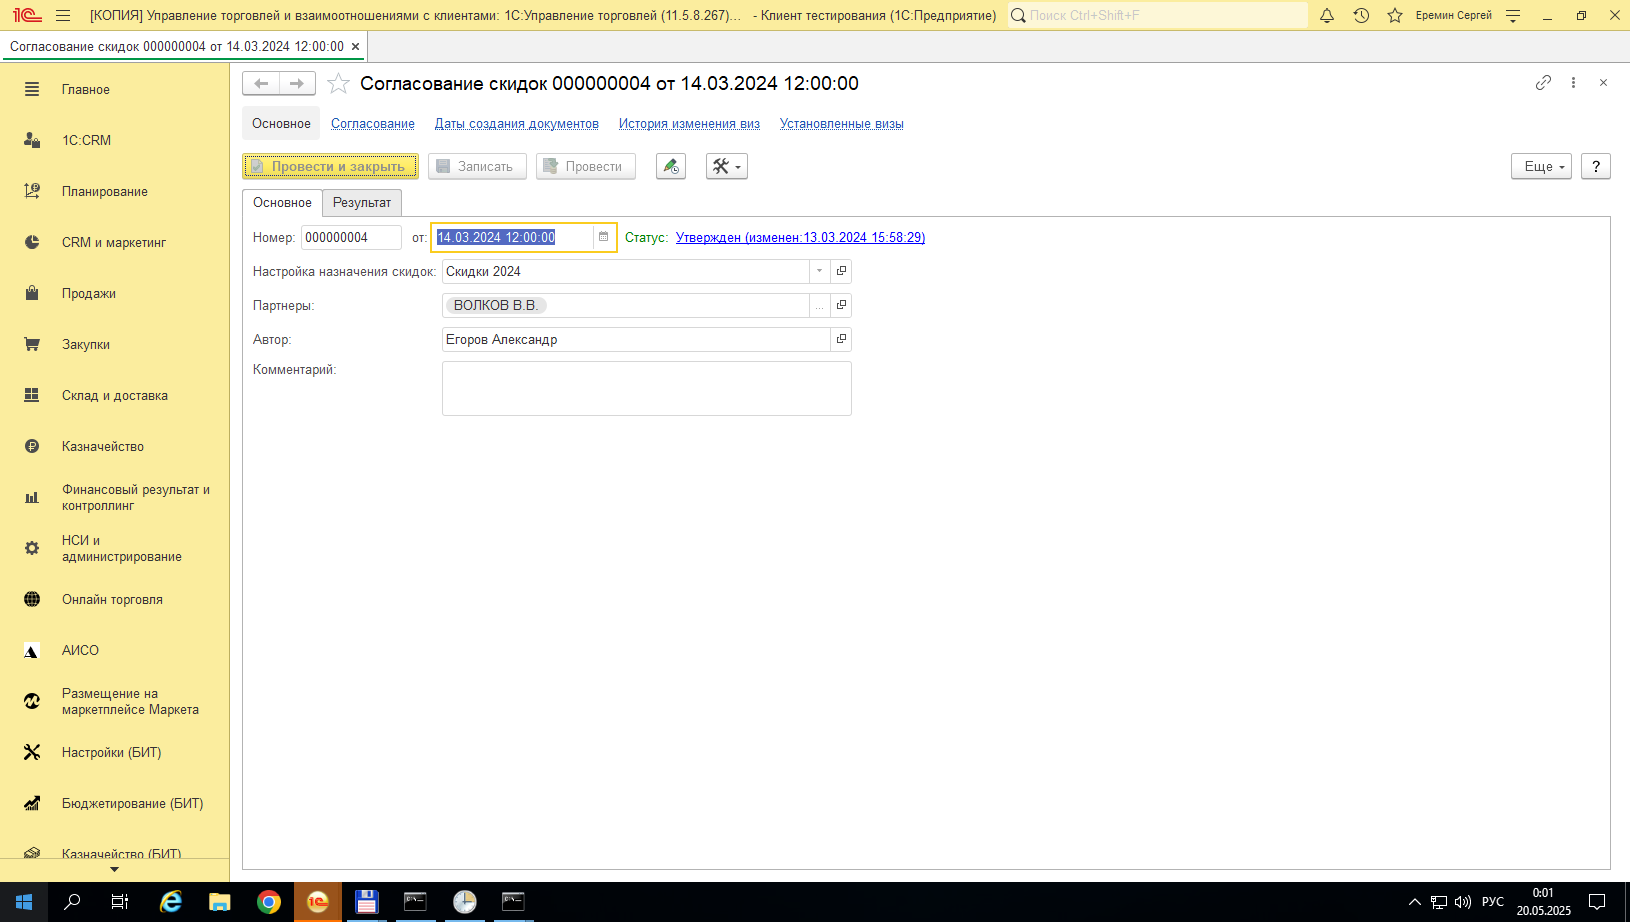 [КОПИЯ] Управление торговлей и взаимоотношениями с клиентами: 1С:Управление торговлей (11.5.8.267)... - Клиент тестирования (1С:Предприятие)
Поиск Ctrl+Shift+F
Еремин Сергей
Согласование скидок 000000004 от 14.03.2024 12:00:00
Главное
1С:CRM
Планирование
CRM и маркетинг
Продажи
Закупки
Склад и доставка
Казначейство
Финансовый результат и
контроллинг
НСИ и
администрирование
Онлайн торговля
АИСО
Размещение на
маркетплейсе Маркета
Настройки (БИТ)
Бюджетирование (БИТ)
Казначейство (БИТ)
Согласование скидок 000000004 от 14.03.2024 12:00:00
Основное Согласование Даты создания документов История изменения виз Установленные визы
Провести и закрыть Записать Провести Еще ?
Основное Результат
Номер: 000000004 от: 14.03.2024 12:00:00 Статус: Утвержден (изменен:13.03.2024 15:58:29)
Настройка назначения скидок: Скидки 2024
Партнеры: ВОЛКОВ В.В. ...
Автор: Егоров Александр
Комментарий:
РУС
0:01
20.05.2025